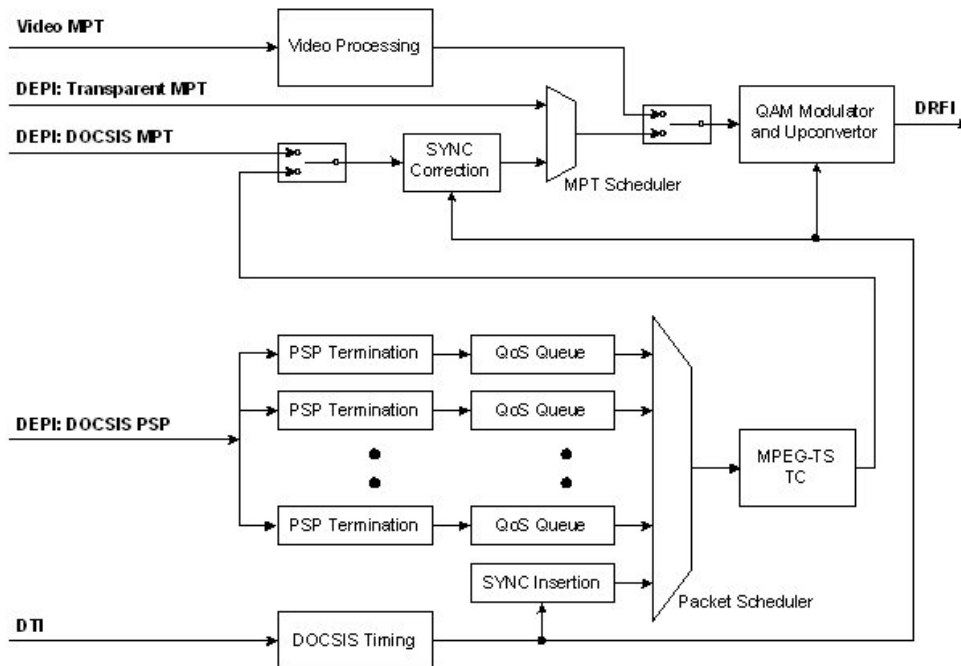 Video MPT
Video Processing
DEPI: Transparent MPT
QAM Modulator
and Upconvertor
DRFI
DEPI: DOCSIS MPT
SYNC
Correction
MPT Scheduler
PSP Termination
QoS Queue
PSP Termination
QoS Queue
DEPI: DOCSIS PSP
MPEG-TS
TC
PSP Termination
QoS Queue
SYNC Insertion
Packet Scheduler
DTI
DOCSIS Timing